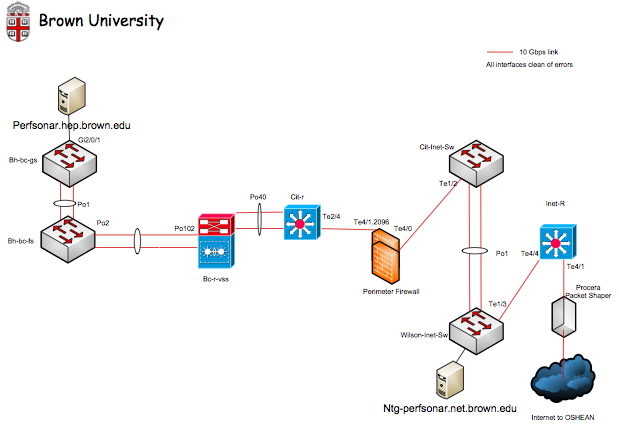 Brown University
10 Gbps link
All interfaces clean of errors
Perfsonar.hep.brown.edu
Gi2/0/1
Bh-bc-gs
Po1
Bh-bc-fs
Po2
Po102
Bc-r-vss
Po40
Cit-r
Te2/4
Te4/1.2096
Te4/0
Perimeter Firewall
Cit-Inet-Sw
Te1/2
Po1
Te1/3
Wilson-Inet-Sw
Ntg-perfsonar.net.brown.edu
Inet-R
Te4/4
Te4/1
Procera
Packet Shaper
Internet to OSHEAN